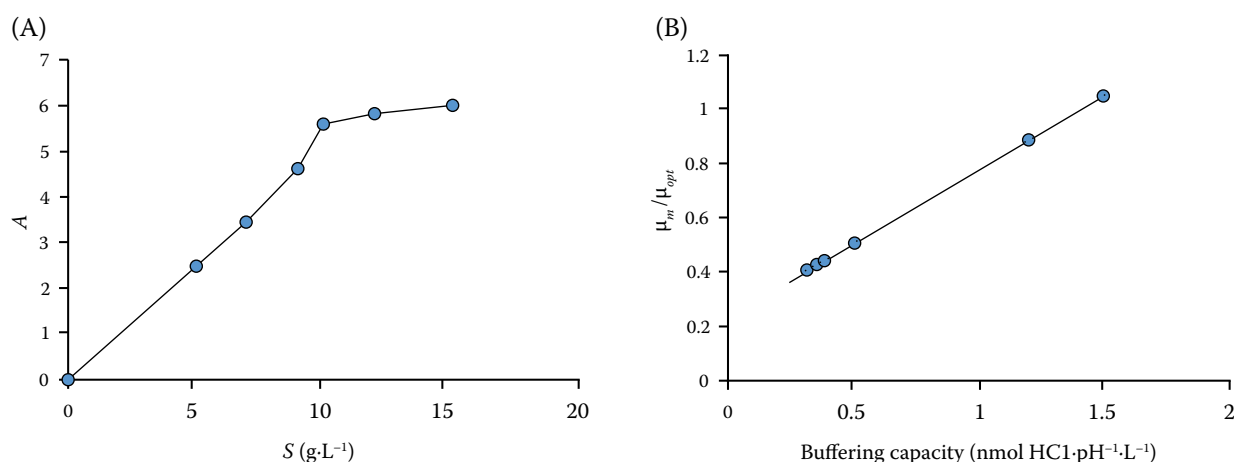 (A)
7
6
5
4
3
2
1
0
A
0 5 10 15 20
S (g·L⁻¹)
(B)
1.2
1
0.8
0.6
0.4
0.2
0
μm/μopt
0 0.5 1 1.5 2
Buffering capacity (nmol HC1·pH⁻¹·L⁻¹)